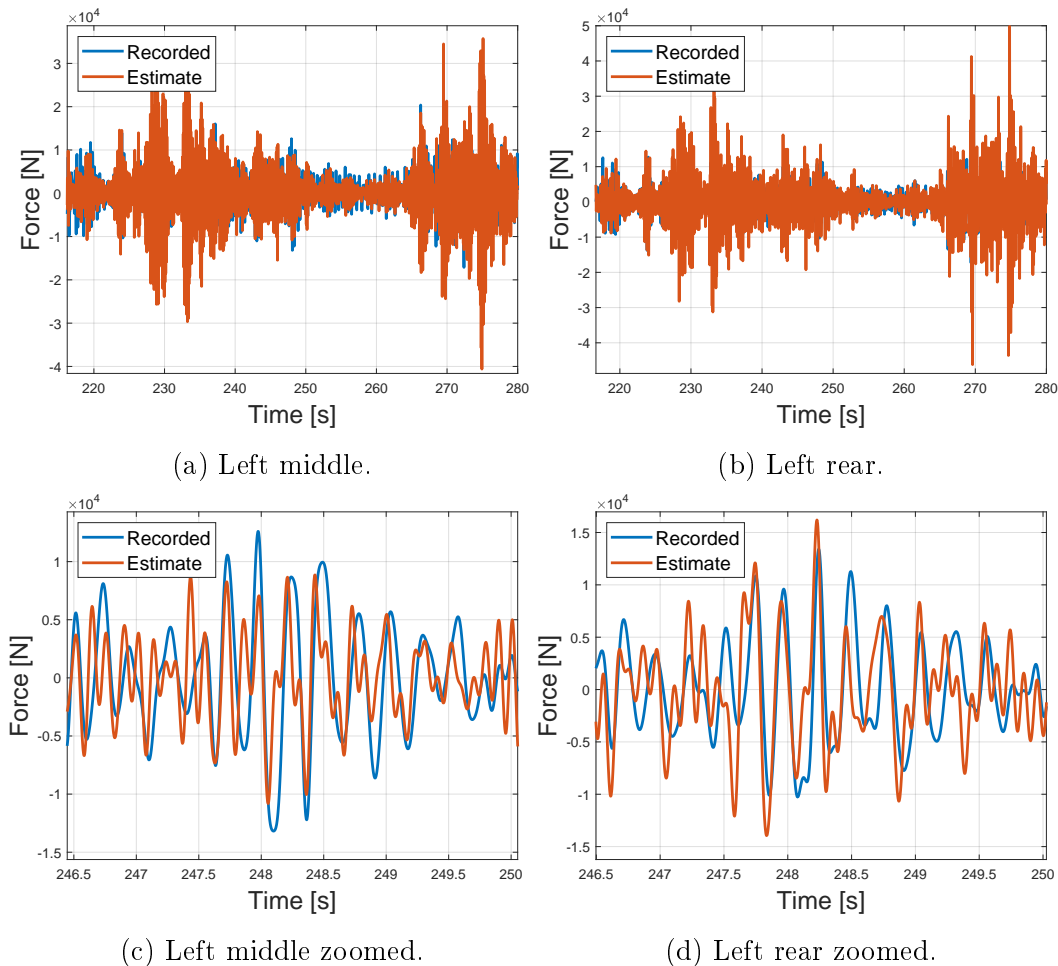 ×10⁴
Recorded
Estimate
3
2
1
0
-1
-2
-3
-4
Force [N]
220 230 240 250 260 270 280
Time [s]
(a) Left middle.
×10⁴
5
Recorded
Estimate
4
3
2
1
0
-1
-2
-3
-4
Force [N]
220 230 240 250 260 270 280
Time [s]
(b) Left rear.
×10⁴
Recorded
Estimate
1
0.5
0
-0.5
-1
-1.5
Force [N]
246.5 247 247.5 248 248.5 249 249.5 250
Time [s]
(c) Left middle zoomed.
×10⁴
Recorded
Estimate
1.5
1
0.5
0
-0.5
-1
-1.5
Force [N]
246.5 247 247.5 248 248.5 249 249.5 250
Time [s]
(d) Left rear zoomed.